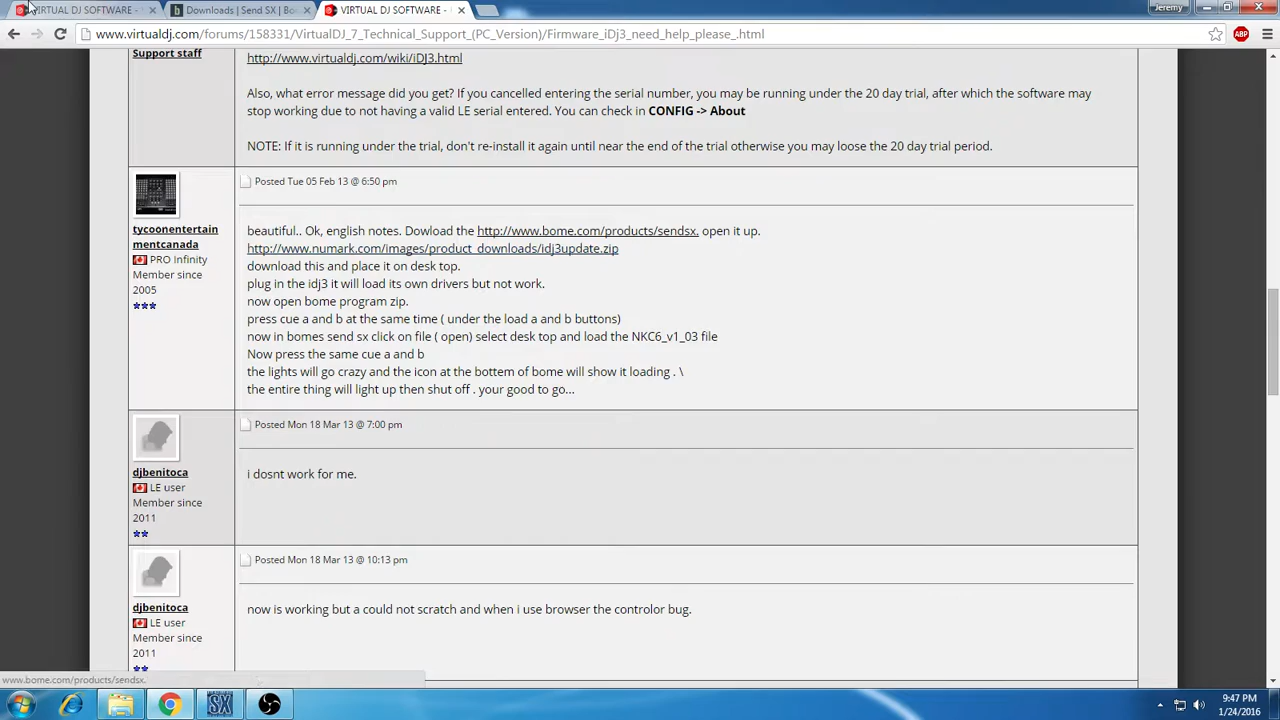 VIRTUAL DJ SOFTWARE -
Downloads | Send SX | Bo
VIRTUAL DJ SOFTWARE -
Jeremy
www.virtualdj.com/forums/158331/VirtualDJ_7_Technical_Support_(PC_Version)/Firmware_iDj3_need_help_please_.html
ABP
Support staff
http://www.virtualdj.com/wiki/iDJ3.html
Also, what error message did you get? If you cancelled entering the serial number, you may be running under the 20 day trial, after which the software may
stop working due to not having a valid LE serial entered. You can check in CONFIG -> About
NOTE: If it is running under the trial, don't re-install it again until near the end of the trial otherwise you may loose the 20 day trial period.
Posted Tue 05 Feb 13 @ 6:50 pm
tycoonentertain
mentcanada
PRO Infinity
Member since
2005
beautiful.. Ok, english notes. Dowload the http://www.bome.com/products/sendsx. open it up.
http://www.numark.com/images/product_downloads/idj3update.zip
download this and place it on desk top.
plug in the idj3 it will load its own drivers but not work.
now open bome program zip.
press cue a and b at the same time ( under the load a and b buttons)
now in bomes send sx click on file ( open) select desk top and load the NKC6_v1_03 file
Now press the same cue a and b
the lights will go crazy and the icon at the bottem of bome will show it loading . \
the entire thing will light up then shut off . your good to go...
Posted Mon 18 Mar 13 @ 7:00 pm
djbenitoca
LE user
Member since
2011
i dosnt work for me.
Posted Mon 18 Mar 13 @ 10:13 pm
djbenitoca
LE user
Member since
2011
now is working but a could not scratch and when i use browser the controlor bug.
www.bome.com/products/sendsx.
SX
9:47 PM
1/24/2016